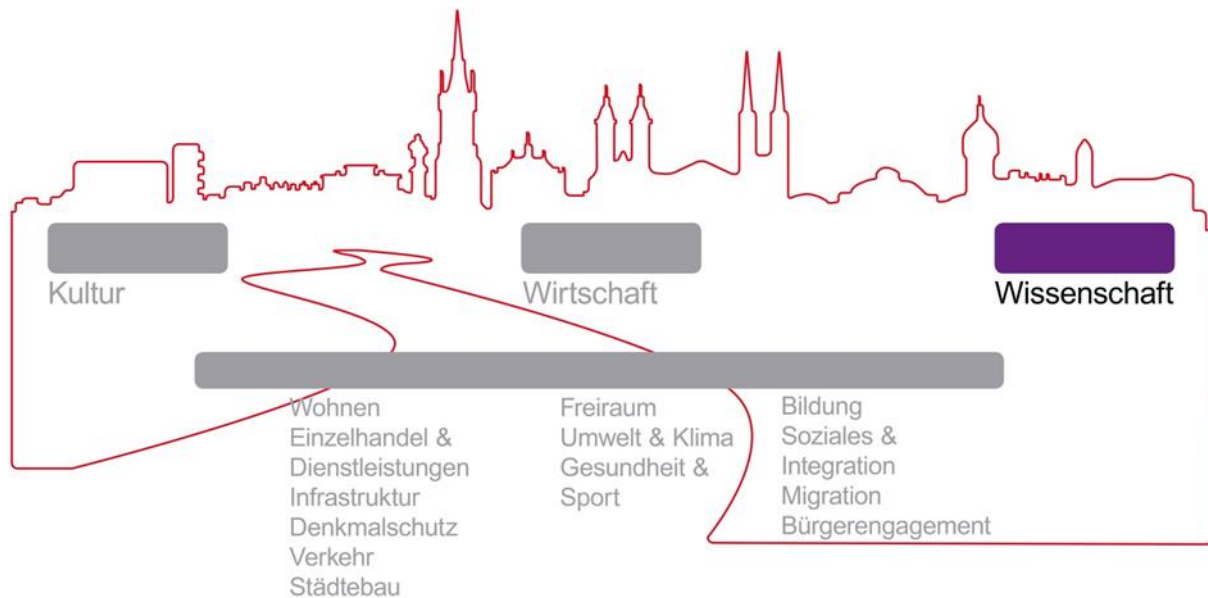 Kultur
Wirtschaft
Wissenschaft
Wohnen
Einzelhandel &
Dienstleistungen
Infrastruktur
Denkmalschutz
Verkehr
Städtebau
Freiraum
Umwelt & Klima
Gesundheit &
Sport
Bildung
Soziales &
Integration
Migration
Bürgerengagement